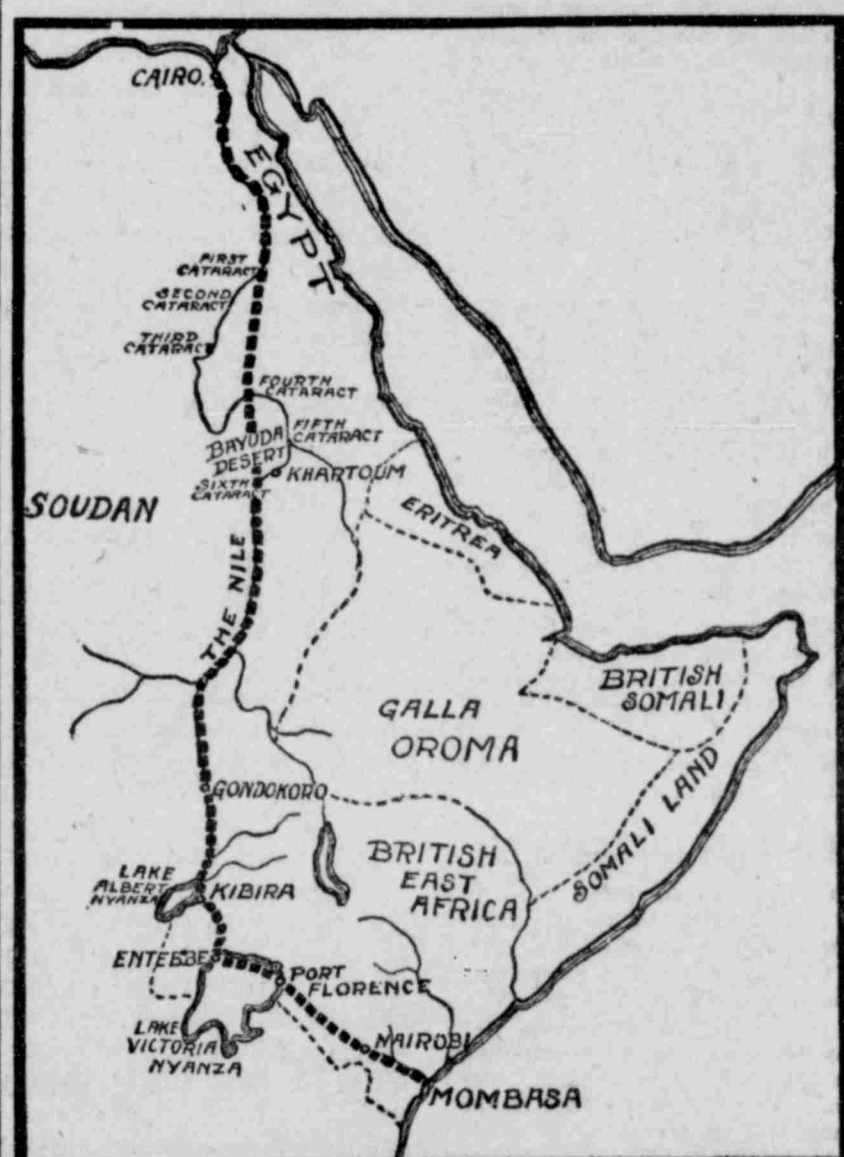 CAIRO.
EGYPT
FIRST
CATARACT
SECOND
CATARACT
THIRD
CATARACT
FOURTH
CATARACT
FIFTH
CATARACT
BAYUDA
DESERT
KHARTOUM
SIXTH
CATARACT
SOUDAN
ERITREA
THE NILE
BRITISH
SOMALI
GALLA
OROMA
SOMALI LAND
GONDOKORO
BRITISH
EAST
AFRICA
LAKE
ALBERT
NYANZA
KIBIRA
ENTEBBE
PORT
FLORENCE
LAKE
VICTORIA
NYANZA
NAIROBI
MOMBASA